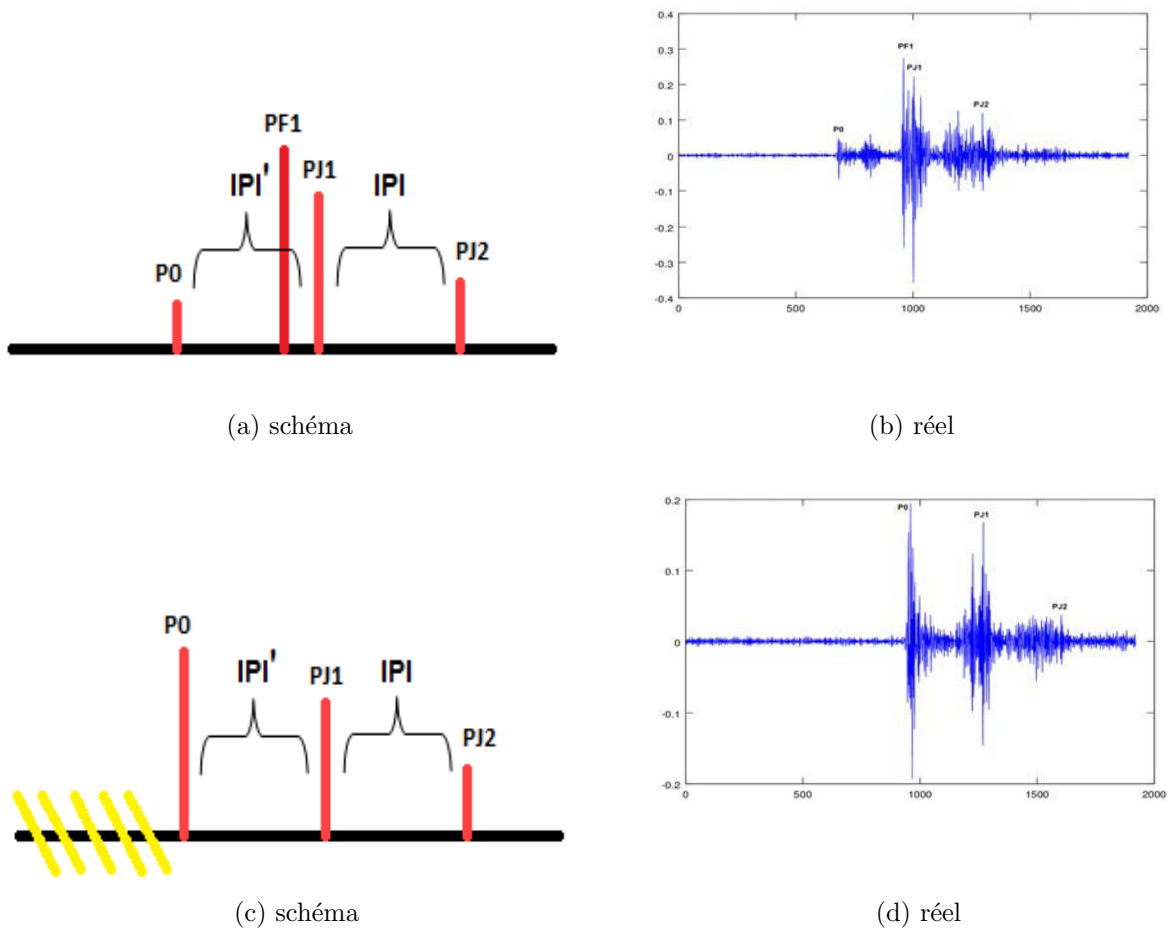 PF1
PJ1
IPI'
IPI
P0
PJ2
(a) schéma
0.4
PF1
0.3
PJ1
0.2
PJ2
0.1
P0
0
-0.1
-0.2
-0.3
-0.4
0 500 1000 1500 2000
(b) réel
P0
IPI'
PJ1
IPI
PJ2
(c) schéma
0.2
P0
PJ1
0.1
PJ2
0
-0.1
-0.2
0 500 1000 1500 2000
(d) réel